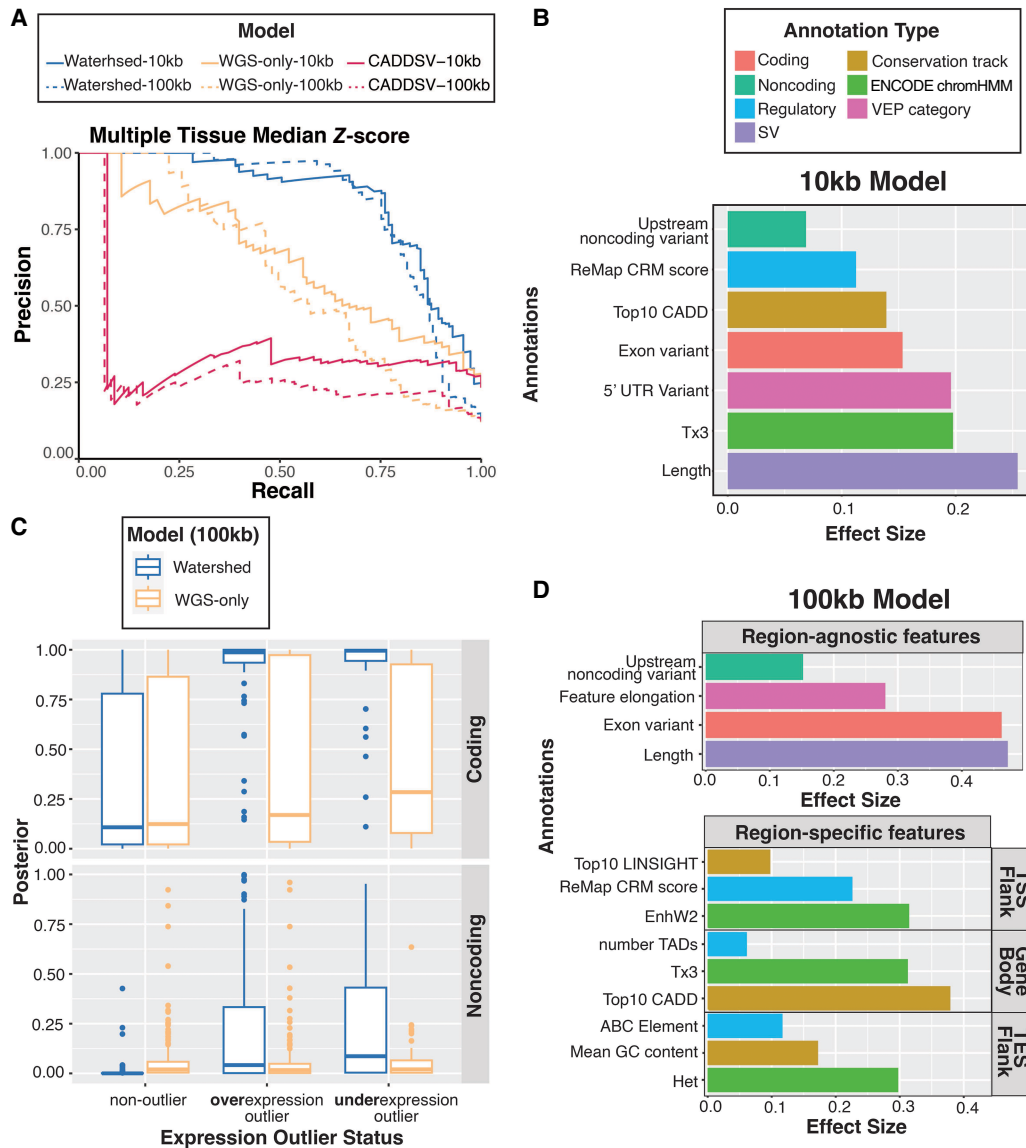 A
Model
Waterhsed-10kb WGS-only-10kb CADDSV–10kb
Watershed-100kb WGS-only-100kb CADDSV–100kb
Multiple Tissue Median Z-score
1.00
0.75
0.50
0.25
0.00
Precision
0.00 0.25 0.50 0.75 1.00
Recall
B
Annotation Type
Coding Conservation track
Noncoding ENCODE chromHMM
Regulatory VEP category
SV
10kb Model
Annotations
Upstream
noncoding variant
ReMap CRM score
Top10 CADD
Exon variant
5' UTR Variant
Tx3
Length
0.0 0.1 0.2
Effect Size
C
Model (100kb)
Watershed
WGS-only
Posterior
1.00
0.75
0.50
0.25
0.00
Coding
1.00
0.75
0.50
0.25
0.00
Noncoding
non-outlier overexpression underexpression
outlier outlier
Expression Outlier Status
D
100kb Model
Annotations
Region-agnostic features
Upstream
noncoding variant
Feature elongation
Exon variant
Length
0.0 0.1 0.2 0.3 0.4
Effect Size
Region-specific features
Top10 LINSIGHT
ReMap CRM score
EnhW2
TSS
Flank
number TADs
Tx3
Top10 CADD
Gene
Body
ABC Element
Mean GC content
Het
TES
Flank
0.0 0.1 0.2 0.3 0.4
Effect Size